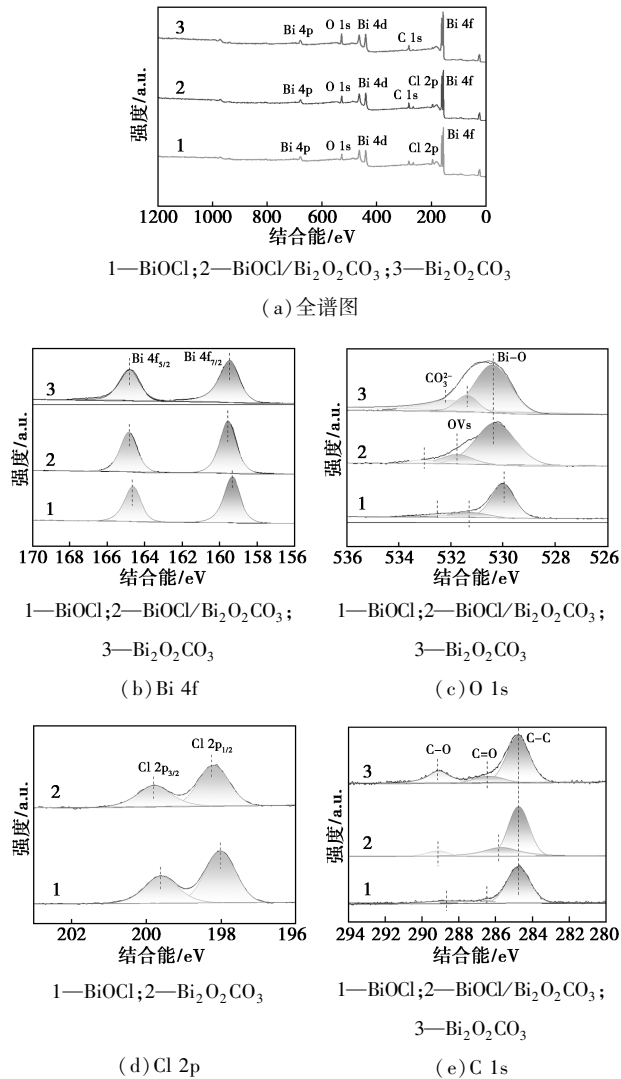 3
Bi 4p
O 1s
Bi 4d
C 1s
Bi 4f
2
Bi 4p
O 1s
Bi 4d
C 1s
Cl 2p
Bi 4f
1
Bi 4p
O 1s
Bi 4d
Cl 2p
Bi 4f
强度/a.u.
1200 1000 800 600 400 200 0
结合能/eV
1—BiOCl;2—BiOCl/Bi₂O₂CO₃;3—Bi₂O₂CO₃
(a)全谱图
Bi 4f₅/₂
Bi 4f₇/₂
3
2
1
强度/a.u.
170 168 166 164 162 160 158 156
结合能/eV
1—BiOCl;2—BiOCl/Bi₂O₂CO₃;
3—Bi₂O₂CO₃
(b)Bi 4f
Bi-O
CO₃²⁻
3
OVs
2
1
强度/a.u.
536 534 532 530 528 526
结合能/eV
1—BiOCl;2—BiOCl/Bi₂O₂CO₃;
3—Bi₂O₂CO₃
(c)O 1s
Cl 2p₁/₂
Cl 2p₃/₂
2
1
强度/a.u.
202 200 198 196
结合能/eV
1—BiOCl;2—Bi₂O₂CO₃
(d)Cl 2p
C-O
C=O
C-C
3
2
1
强度/a.u.
294 292 290 288 286 284 282 280
结合能/eV
1—BiOCl;2—BiOCl/Bi₂O₂CO₃;
3—Bi₂O₂CO₃
(e)C 1s